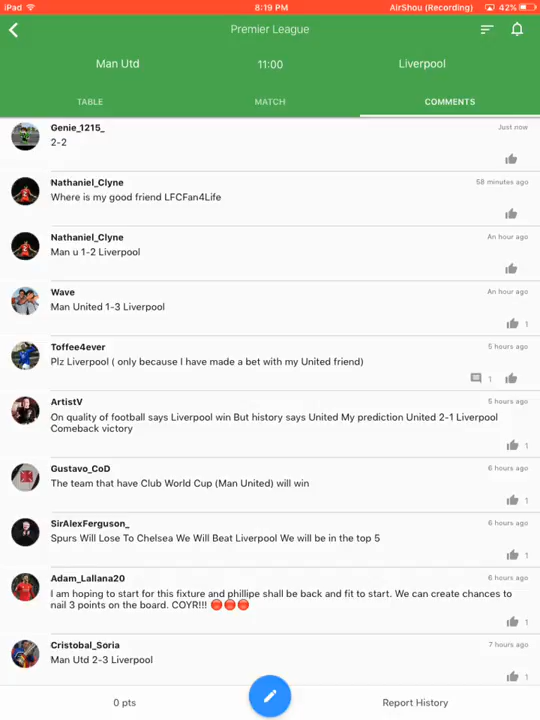 iPad 8:19 PM AirShou (Recording) 42%
Premier League
Man Utd 11:00 Liverpool
TABLE MATCH COMMENTS
Genie_1215_ Just now
2-2
Nathaniel_Clyne 58 minutes ago
Where is my good friend LFCFan4Life
Nathaniel_Clyne An hour ago
Man u 1-2 Liverpool
Wave An hour ago
Man United 1-3 Liverpool
1
Toffee4ever 5 hours ago
Plz Liverpool ( only because I have made a bet with my United friend)
1
ArtistV 5 hours ago
On quality of football says Liverpool win But history says United My prediction United 2-1 Liverpool
Comeback victory
1
Gustavo_CoD 6 hours ago
The team that have Club World Cup (Man United) will win
1
SirAlexFerguson_ 6 hours ago
Spurs Will Lose To Chelsea We Will Beat Liverpool We will be in the top 5
1
Adam_Lallana20 6 hours ago
I am hoping to start for this fixture and phillipe shall be back and fit to start. We can create chances to
nail 3 points on the board. COYR!!!
1
Cristobal_Soria 7 hours ago
Man Utd 2-3 Liverpool
1
0 pts Report History